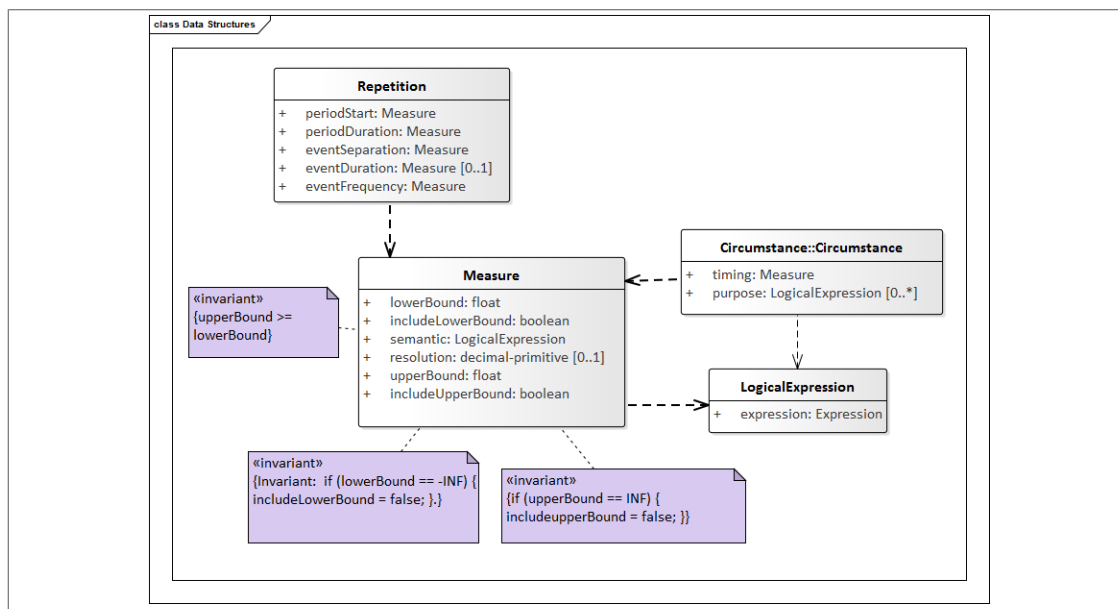 class Data Structures
Repetition
+ periodStart: Measure
+ periodDuration: Measure
+ eventSeparation: Measure
+ eventDuration: Measure [0..1]
+ eventFrequency: Measure
Circumstance::Circumstance
+ timing: Measure
+ purpose: LogicalExpression [0..*]
Measure
+ lowerBound: float
+ includeLowerBound: boolean
+ semantic: LogicalExpression
+ resolution: decimal-primitive [0..1]
+ upperBound: float
+ includeUpperBound: boolean
«invariant»
{upperBound >=
lowerBound}
LogicalExpression
+ expression: Expression
«invariant»
{Invariant: if (lowerBound == -INF) {
includeLowerBound = false; }.}
«invariant»
{if (upperBound == INF) {
includeupperBound = false; }}